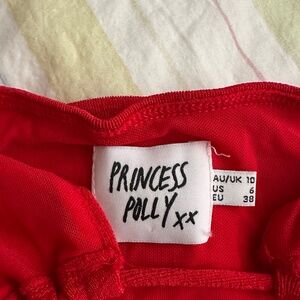 PRINCESS
POLLY xx
AU/UK 10
US 6
EU 38